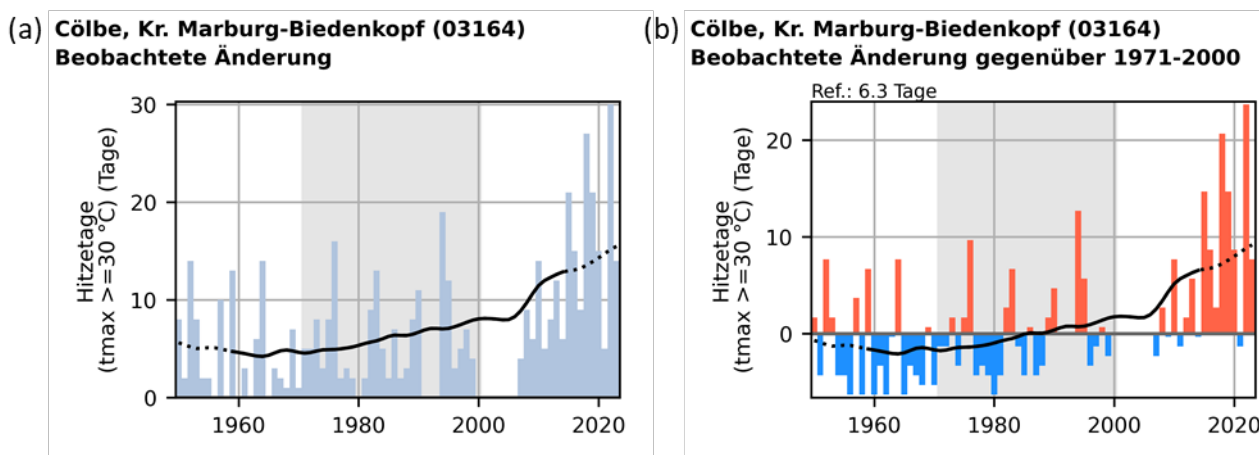 (a) Cölbe, Kr. Marburg-Biedenkopf (03164)
Beobachtete Änderung
30
20
10
0
Hitzetage
(tmax >=30 °C) (Tage)
1960
1980
2000
2020
(b) Cölbe, Kr. Marburg-Biedenkopf (03164)
Beobachtete Änderung gegenüber 1971-2000
Ref.: 6.3 Tage
20
10
0
Hitzetage
(tmax >=30 °C) (Tage)
1960
1980
2000
2020